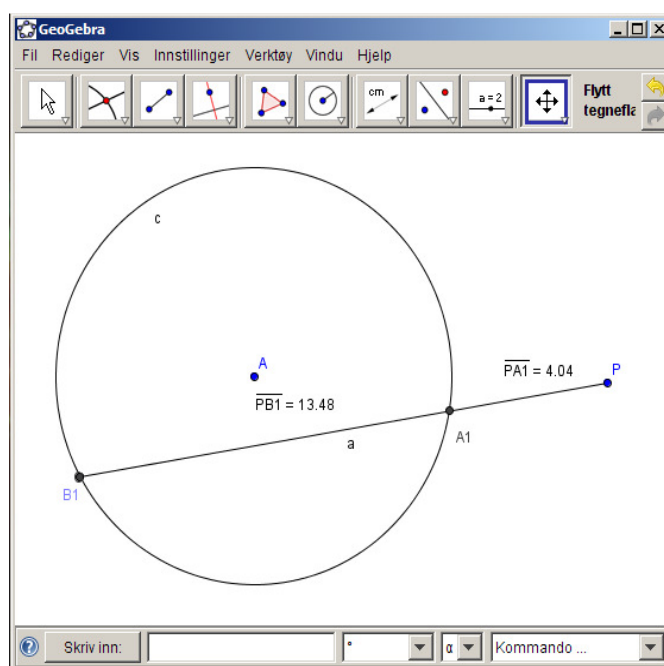 GeoGebra
Fil Rediger Vis Innstillinger Verktøy Vindu Hjelp
cm
a = 2
Flytt
tegnefla
c
A
PA1 = 4.04
P
PB1 = 13.48
A1
a
B1
Skriv inn:
°
α
Kommando ...